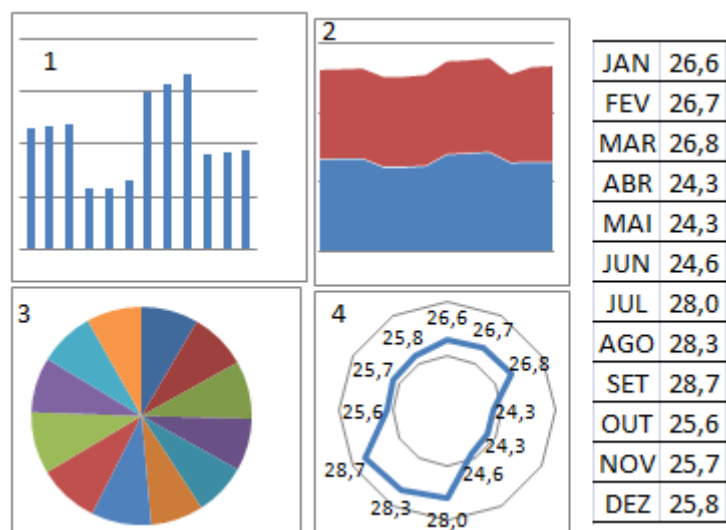 1
2
3
4
26,6
26,7
26,8
24,3
24,3
24,6
28,0
28,3
28,7
25,6
25,7
25,8
JAN 26,6
FEV 26,7
MAR 26,8
ABR 24,3
MAI 24,3
JUN 24,6
JUL 28,0
AGO 28,3
SET 28,7
OUT 25,6
NOV 25,7
DEZ 25,8